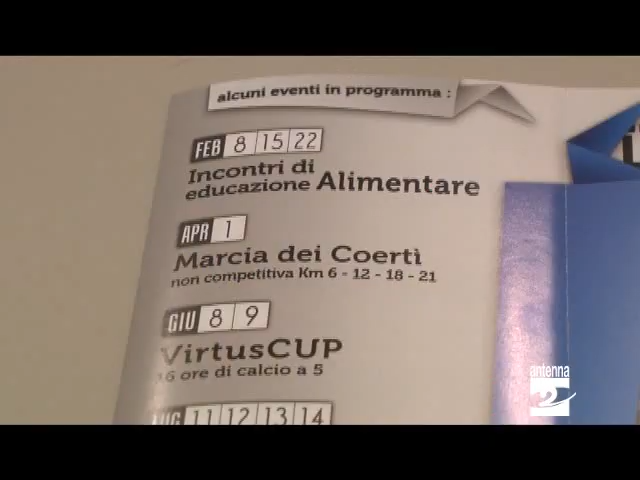 alcuni eventi in programma :
FEB 8 15 22
Incontri di
educazione Alimentare
APR 1
Marcia dei Coertì
non competitiva Km 6 - 12 - 18 - 21
GIU 8 9
VirtusCUP
6 ore di calcio a 5
11 12 13 14
antenna
2